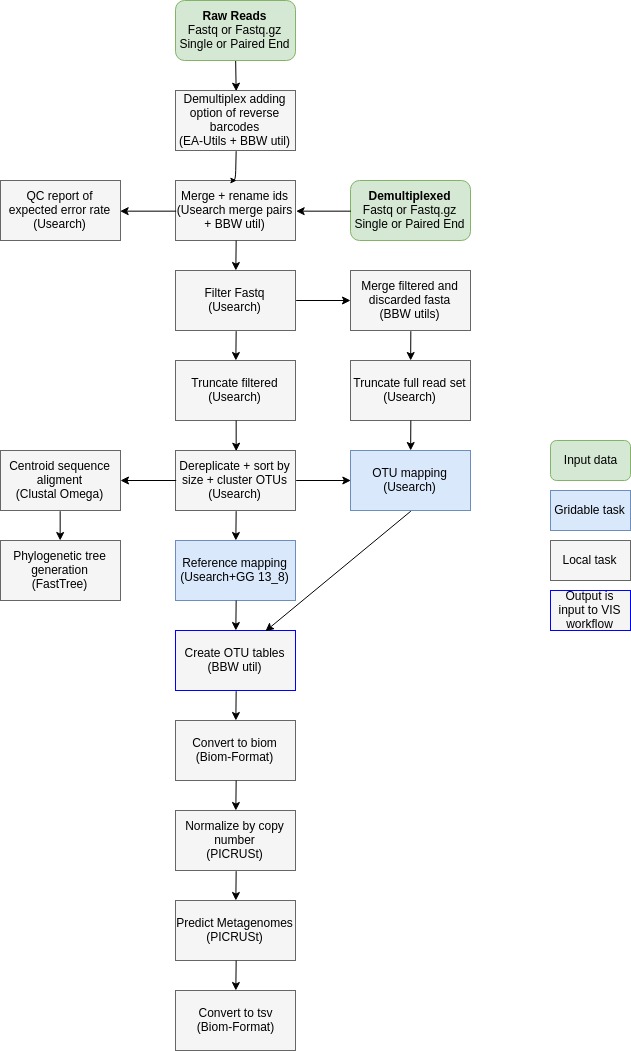 Raw Reads
Fastq or Fastq.gz
Single or Paired End
Demultiplex adding
option of reverse
barcodes
(EA-Utils + BBW util)
QC report of
expected error rate
(Usearch)
Merge + rename ids
(Usearch merge pairs
+ BBW util)
Demultiplexed
Fastq or Fastq.gz
Single or Paired End
Filter Fastq
(Usearch)
Merge filtered and
discarded fasta
(BBW utils)
Truncate filtered
(Usearch)
Truncate full read set
(Usearch)
Centroid sequence
aligment
(Clustal Omega)
Dereplicate + sort by
size + cluster OTUs
(Usearch)
OTU mapping
(Usearch)
Input data
Gridable task
Phylogenetic tree
generation
(FastTree)
Reference mapping
(Usearch+GG 13_8)
Local task
Output is
input to VIS
workflow
Create OTU tables
(BBW util)
Convert to biom
(Biom-Format)
Normalize by copy
number
(PICRUSt)
Predict Metagenomes
(PICRUSt)
Convert to tsv
(Biom-Format)